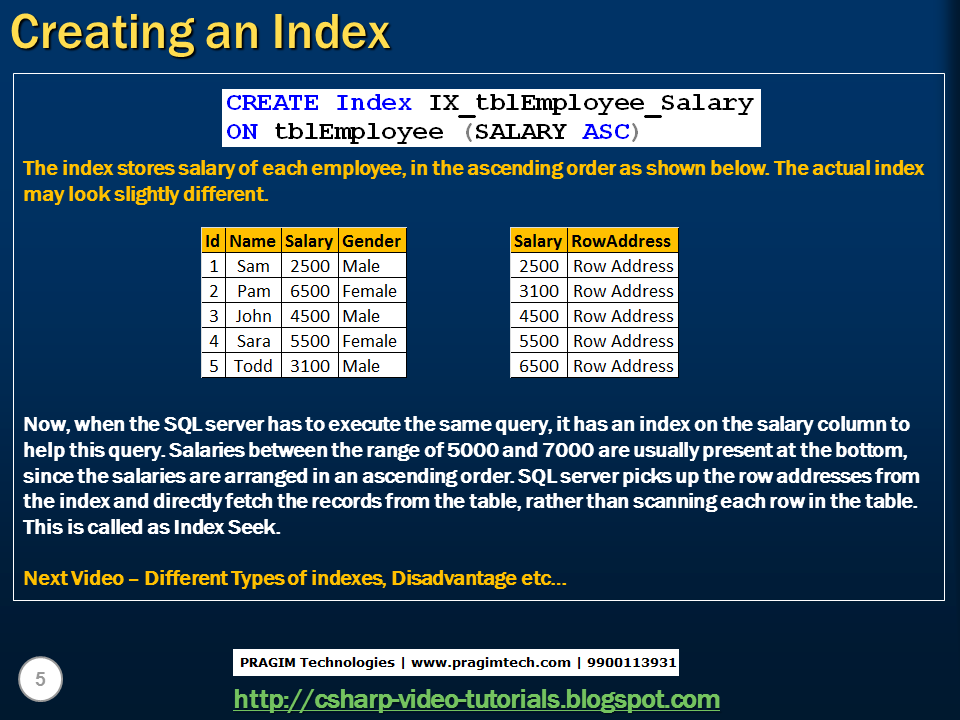 Creating an Index
CREATE Index IX_tblEmployee_Salary
ON tblEmployee (SALARY ASC)
The index stores salary of each employee, in the ascending order as shown below. The actual index
may look slightly different.
Id Name Salary Gender
1 Sam 2500 Male
2 Pam 6500 Female
3 John 4500 Male
4 Sara 5500 Female
5 Todd 3100 Male
Salary RowAddress
2500 Row Address
3100 Row Address
4500 Row Address
5500 Row Address
6500 Row Address
Now, when the SQL server has to execute the same query, it has an index on the salary column to
help this query. Salaries between the range of 5000 and 7000 are usually present at the bottom,
since the salaries are arranged in an ascending order. SQL server picks up the row addresses from
the index and directly fetch the records from the table, rather than scanning each row in the table.
This is called as Index Seek.
Next Video – Different Types of indexes, Disadvantage etc...
5
PRAGIM Technologies | www.pragimtech.com | 9900113931
http://csharp-video-tutorials.blogspot.com